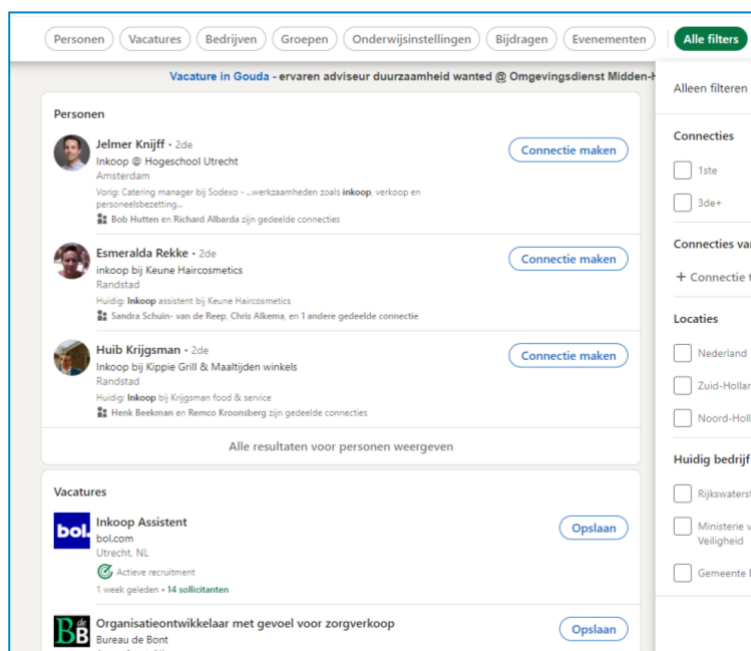 Personen Vacatures Bedrijven Groepen Onderwijsinstellingen Bijdragen Evenementen Alle filters
Vacature in Gouda - ervaren adviseur duurzaamheid wanted @ Omgevingsdienst Midden-H
Personen
Jelmer Knijff • 2de
Inkoop @ Hogeschool Utrecht
Amsterdam
Vorig: Catering manager bij Sodexo - ...werkzaamheden zoals inkoop, verkoop en
personeelsbezetting...
Bob Hutten en Richard Albarda zijn gedeelde connecties
Connectie maken
Esmeralda Rekke • 2de
inkoop bij Keune Haircosmetics
Randstad
Huidig: Inkoop assistent bij Keune Haircosmetics
Sandra Schuin- van de Reep, Chris Alkema, en 1 andere gedeelde connectie
Connectie maken
Huib Krijgsman • 2de
Inkoop bij Kippie Grill & Maaltijden winkels
Randstad
Huidig: Inkoop bij Krijgsman food & service
Henk Beekman en Remco Kroonsberg zijn gedeelde connecties
Connectie maken
Alle resultaten voor personen weergeven
Vacatures
bol.
Inkoop Assistent
bol.com
Utrecht, NL
Actieve recruitment
1 week geleden • 14 sollicitanten
Opslaan
B de B
Organisatieontwikkelaar met gevoel voor zorgverkoop
Bureau de Bont
Opslaan
Alleen filteren
Connecties
1ste
3de+
Connecties van
+ Connectie t
Locaties
Nederland
Zuid-Hollan
Noord-Holl
Huidig bedrijf
Rijkswaterst
Ministerie v
Veiligheid
Gemeente